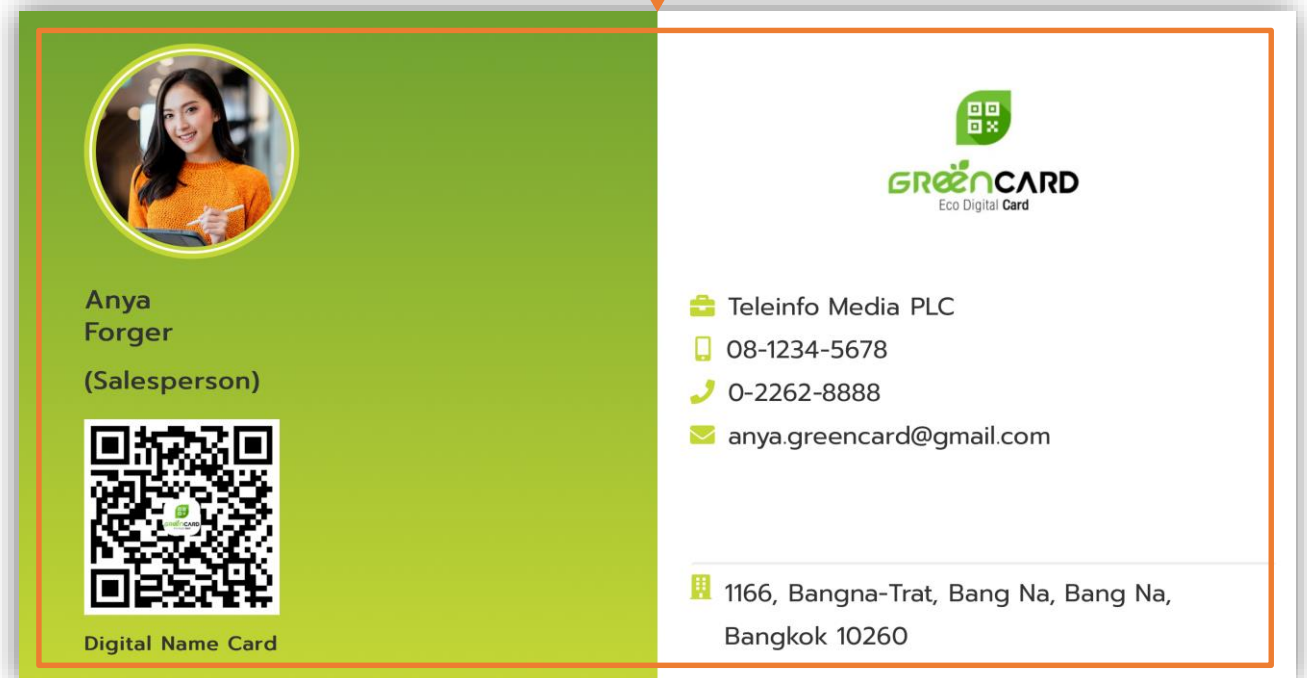 Anya
Forger
(Salesperson)
GREENCARD
Digital Name Card
GREENCARD
Eco Digital Card
Teleinfo Media PLC
08-1234-5678
0-2262-8888
anya.greencard@gmail.com
1166, Bangna-Trat, Bang Na, Bang Na,
Bangkok 10260